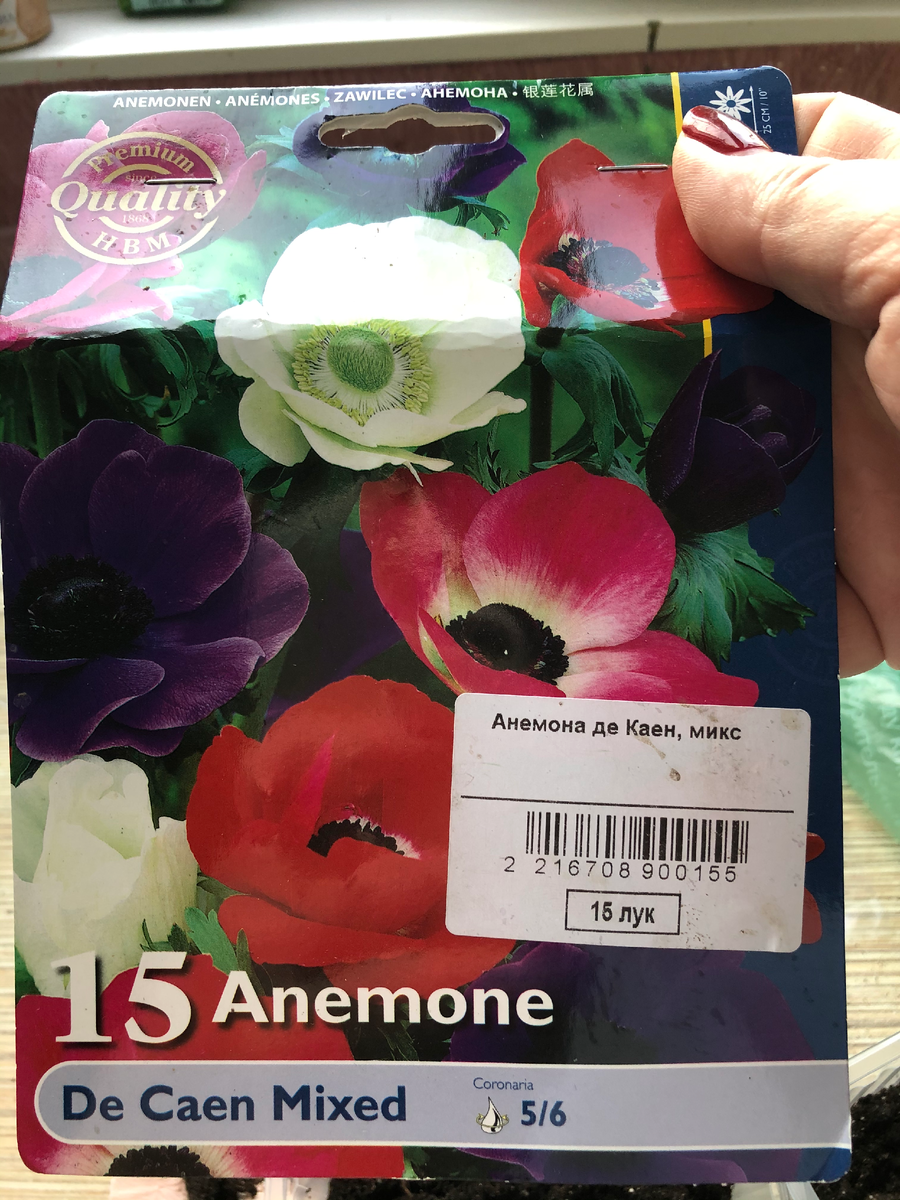 ANEMONEN • ANÉMONES • ZAWILEC • АНЕМОНА • 银莲花属
25 CM / 10"
Premium
since
Quality
1868
HBM
Анемона де Каен, микс
2 216708 900155
15 лук
15 Anemone
De Caen Mixed
Coronaria
5/6